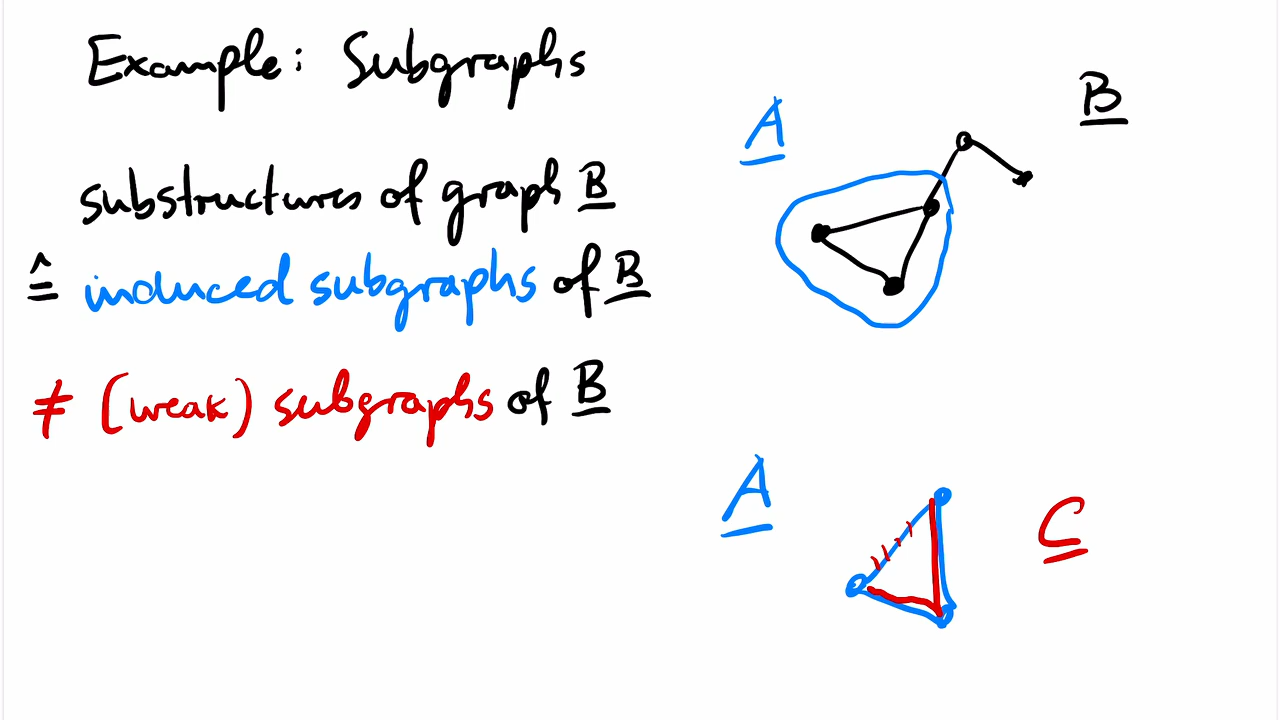 Example: Subgraphs
substructures of graph B
≙ induced subgraphs of B
≠ (weak) subgraphs of B
A
B
A
C